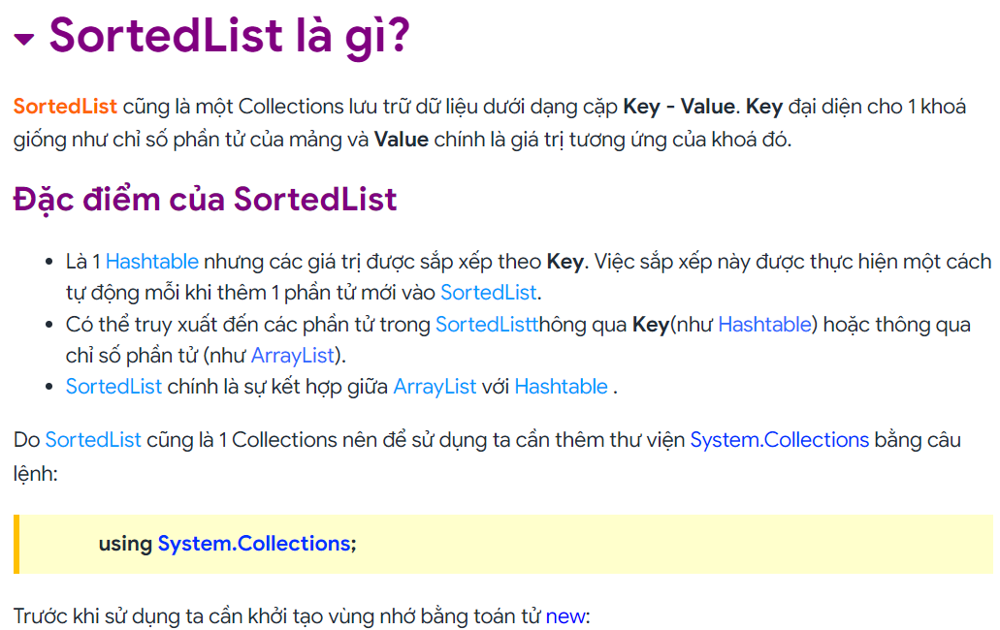 SortedList là gì?
SortedList cũng là một Collections lưu trữ dữ liệu dưới dạng cặp Key - Value. Key đại diện cho 1 khoá
giống như chỉ số phần tử của mảng và Value chính là giá trị tương ứng của khoá đó.
Đặc điểm của SortedList
• Là 1 Hashtable nhưng các giá trị được sắp xếp theo Key. Việc sắp xếp này được thực hiện một cách
tự động mỗi khi thêm 1 phần tử mới vào SortedList.
• Có thể truy xuất đến các phần tử trong SortedListthông qua Key(như Hashtable) hoặc thông qua
chỉ số phần tử (như ArrayList).
• SortedList chính là sự kết hợp giữa ArrayList với Hashtable .
Do SortedList cũng là 1 Collections nên để sử dụng ta cần thêm thư viện System.Collections bằng câu
lệnh:
using System.Collections;
Trước khi sử dụng ta cần khởi tạo vùng nhớ bằng toán tử new: